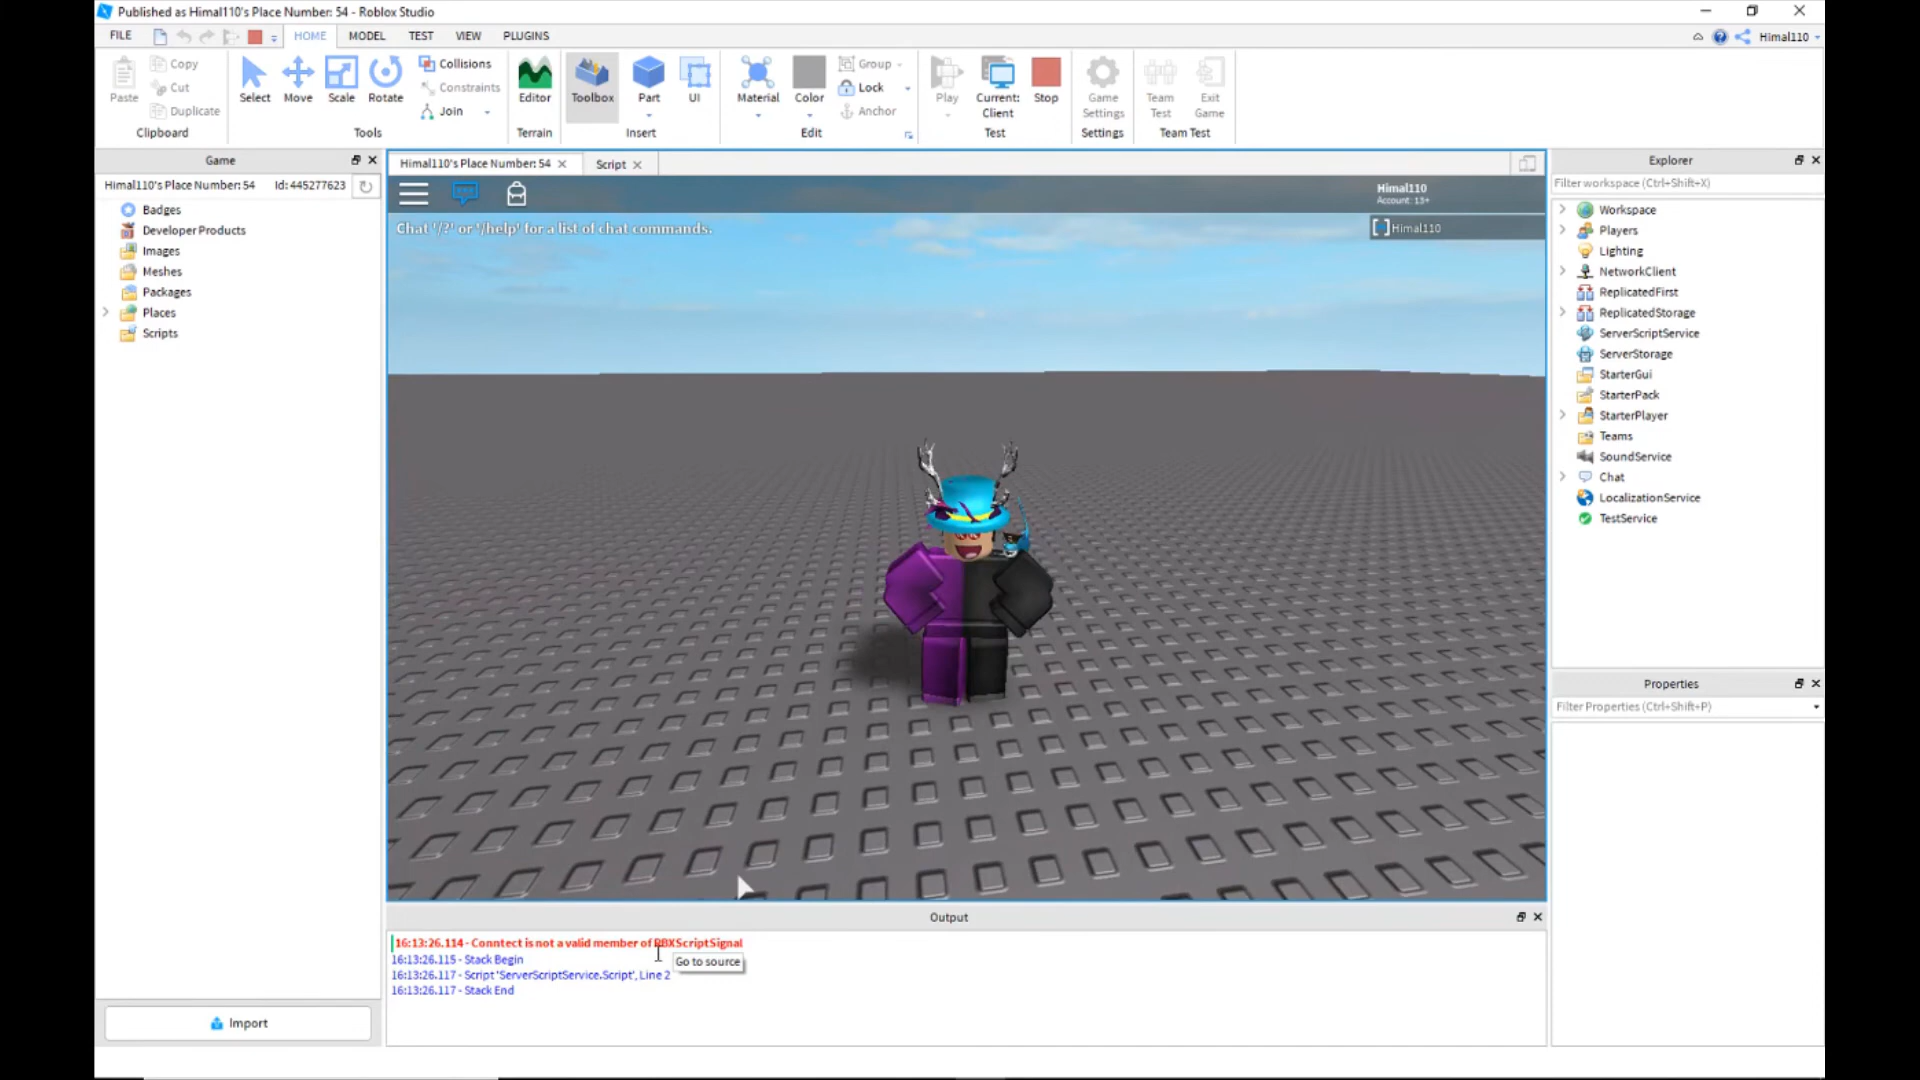 Published as Himal110's Place Number: 54 - Roblox Studio
FILE
HOME
MODEL
TEST
VIEW
PLUGINS
Himal110
Paste
Copy
Cut
Duplicate
Clipboard
Select
Move
Scale
Rotate
Collisions
Constraints
Join
Tools
Editor
Terrain
Toolbox
Part
UI
Insert
Material
Color
Group
Lock
Anchor
Edit
Play
Current:
Client
Stop
Test
Game
Settings
Settings
Team
Test
Exit
Game
Team Test
Game
Himal110's Place Number: 54 Id: 445277623
Badges
Developer Products
Images
Meshes
Packages
Places
Scripts
Import
Himal110's Place Number: 54
Script
Himal110
Account: 13+
Chat '/?' or '/help' for a list of chat commands.
Himal110
Output
16:13:26.114 - Conntect is not a valid member of RBXScriptSignal
16:13:26.115 - Stack Begin
Go to source
16:13:26.117 - Script 'ServerScriptService.Script', Line 2
16:13:26.117 - Stack End
Explorer
Filter workspace (Ctrl+Shift+X)
Workspace
Players
Lighting
NetworkClient
ReplicatedFirst
ReplicatedStorage
ServerScriptService
ServerStorage
StarterGui
StarterPack
StarterPlayer
Teams
SoundService
Chat
LocalizationService
TestService
Properties
Filter Properties (Ctrl+Shift+P)